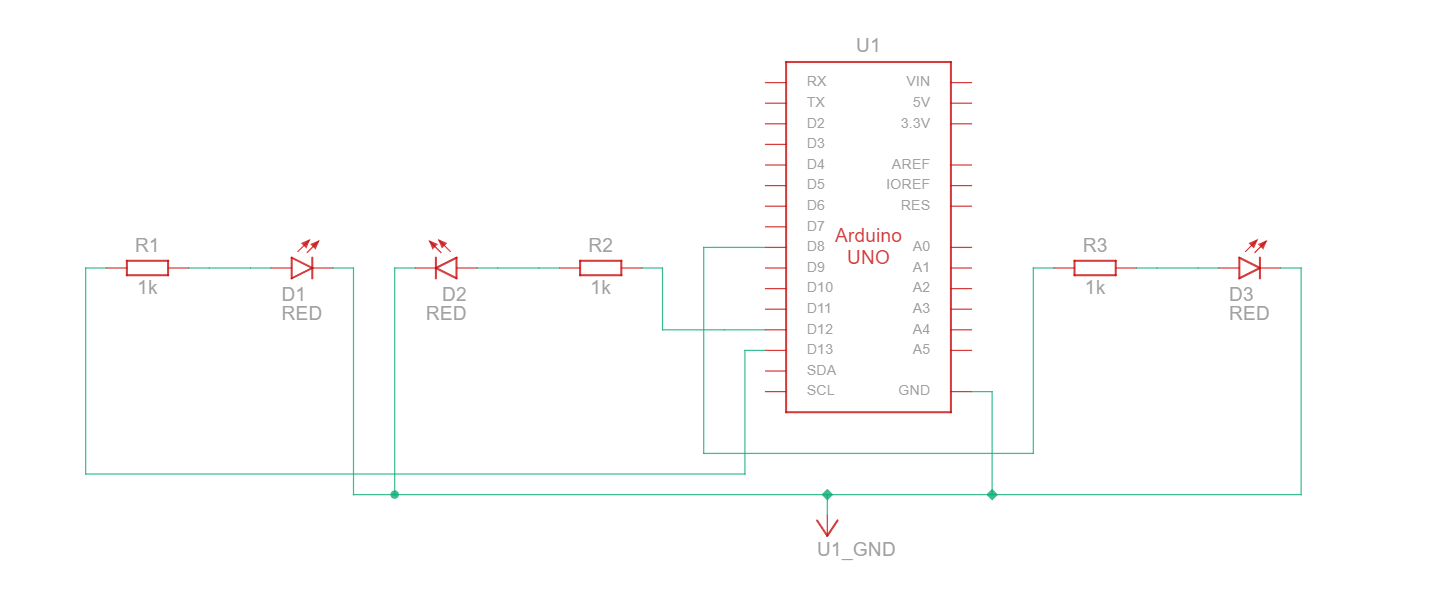 U1
RX
VIN
TX
5V
D2
3.3V
D3
D4
AREF
D5
IOREF
D6
RES
D7
Arduino
UNO
D8
A0
D9
A1
D10
A2
D11
A3
D12
A4
D13
A5
SDA
SCL
GND
R1
1k
D1
RED
D2
RED
R2
1k
R3
1k
D3
RED
U1_GND